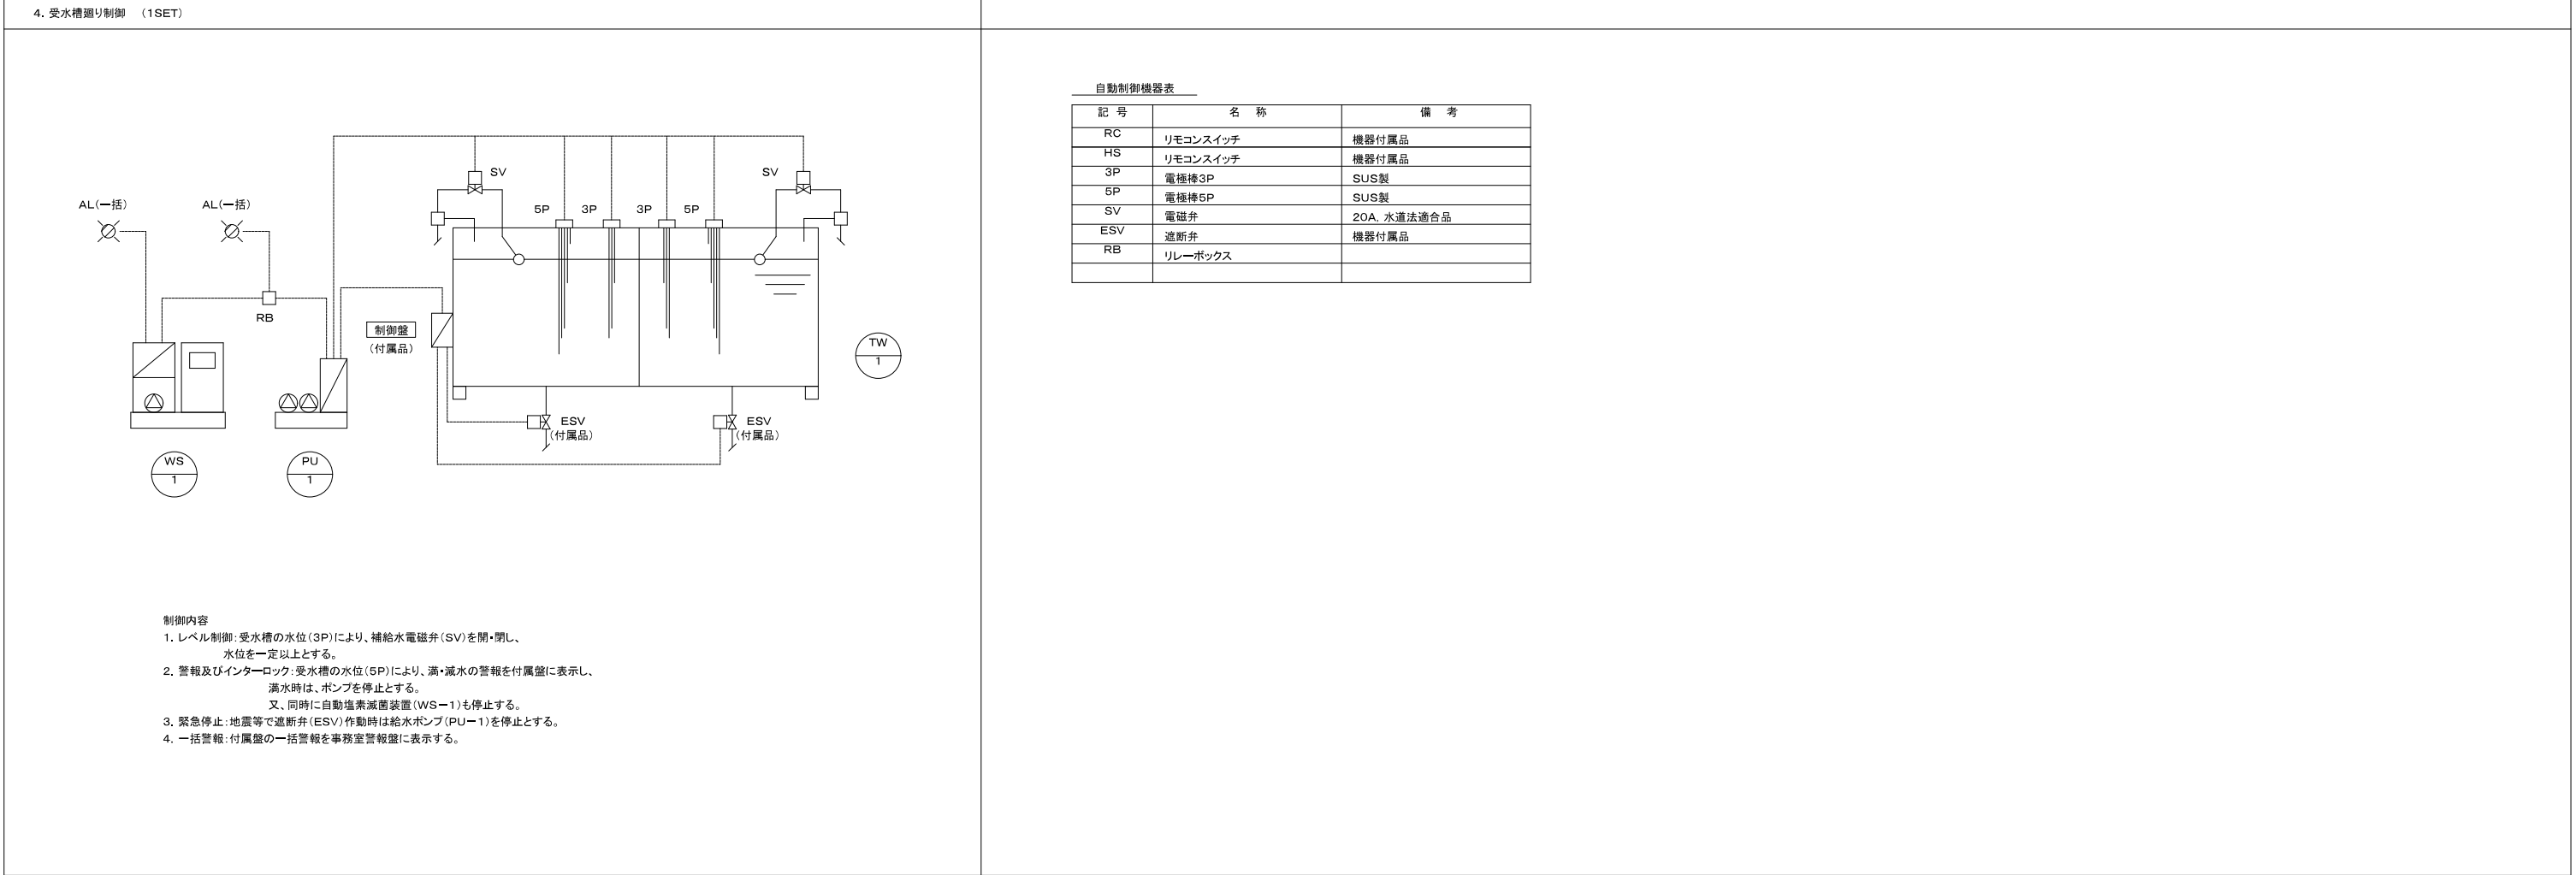 4. 受水槽廻り制御 （1SET）
SV
SV
AL(一括)
AL(一括)
5P
3P
3P
5P
RB
制御盤
（付属品）
TW
1
ESV
（付属品）
ESV
（付属品）
WS
1
PU
1
制御内容
1. レベル制御：受水槽の水位（3P）により、補給水電磁弁（SV）を開・閉し、
水位を一定以上とする。
2. 警報及びインターロック：受水槽の水位（5P）により、満・減水の警報を付属盤に表示し、
満水時は、ポンプを停止とする。
又、同時に自動塩素滅菌装置（WSー1）も停止する。
3. 緊急停止：地震等で遮断弁（ESV）作動時は給水ポンプ（PUー1）を停止とする。
4. 一括警報：付属盤の一括警報を事務室警報盤に表示する。
自動制御機器表
記 号 名 称 備 考
RC リモコンスイッチ 機器付属品
HS リモコンスイッチ 機器付属品
3P 電極棒3P SUS製
5P 電極棒5P SUS製
SV 電磁弁 20A, 水道法適合品
ESV 遮断弁 機器付属品
RB リレーボックス